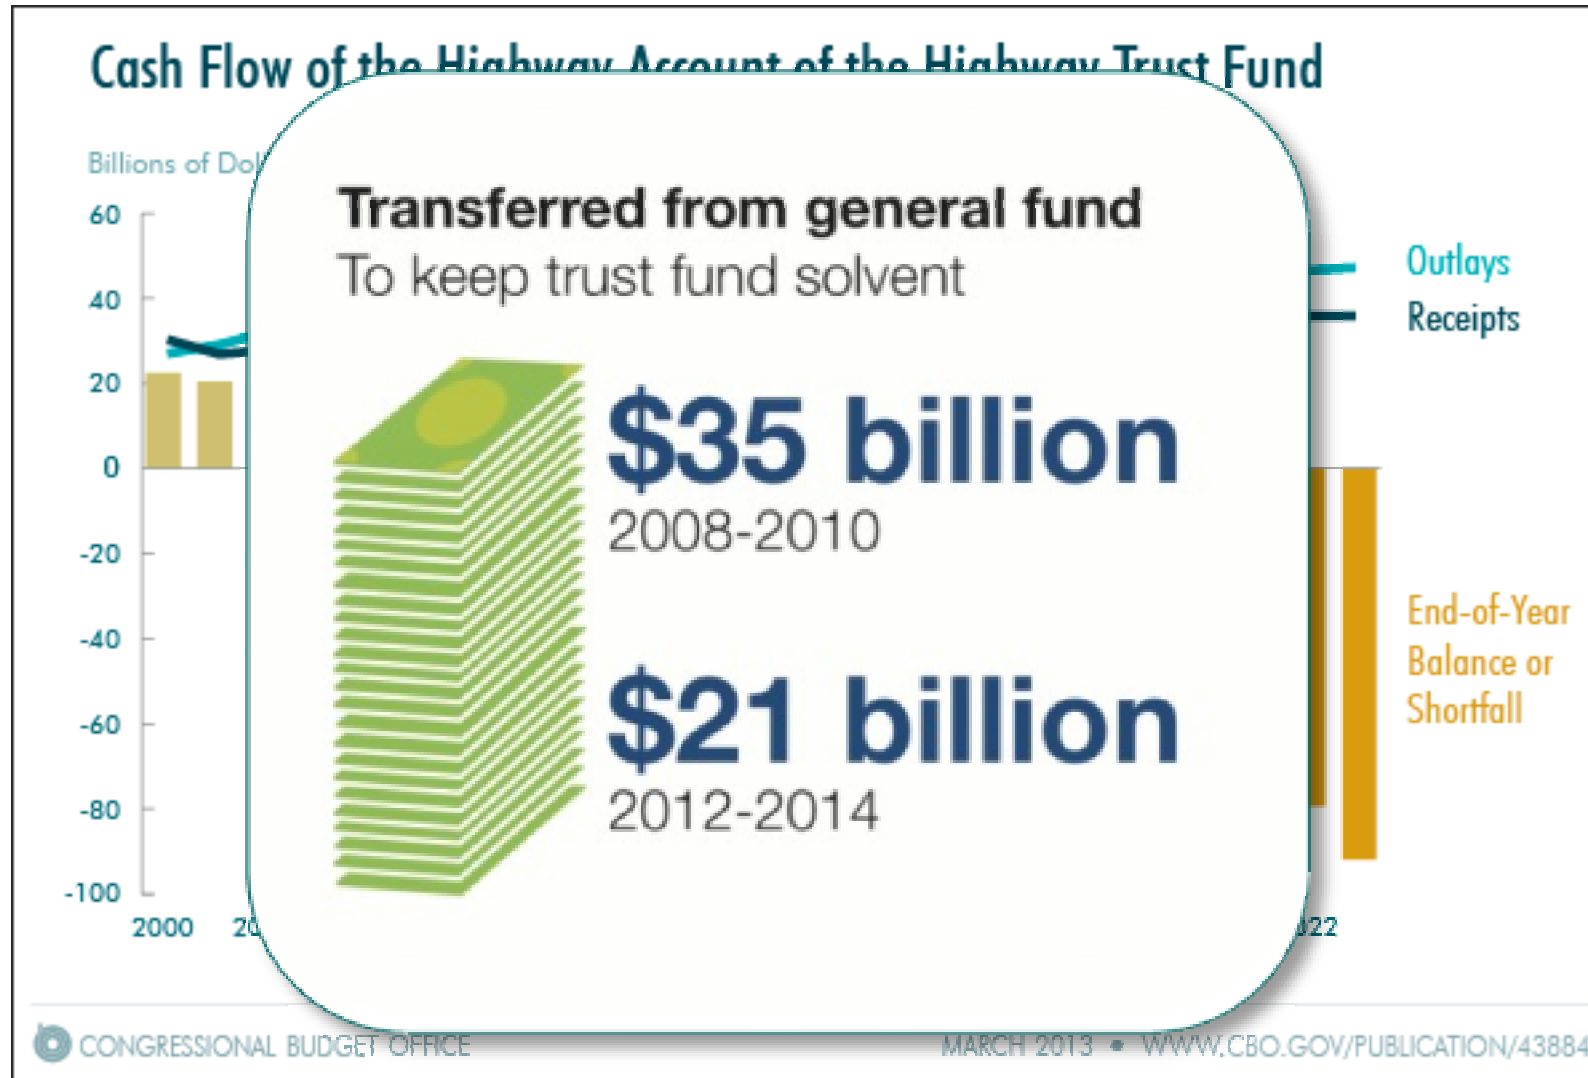 Cash Flow of the Highway Account of the Highway Trust Fund
Billions of
60
40
20
0
-20
-40
-60
-80
-100
2000
Transferred from general fund
To keep trust fund solvent
$35 billion
2008-2010
$21 billion
2012-2014
Outlays
Receipts
End-of-Year
Balance or
Shortfall
CONGRESSIONAL BUDGET OFFICE
MARCH 2013 • WWW.CBO.GOV/PUBLICATION/43884